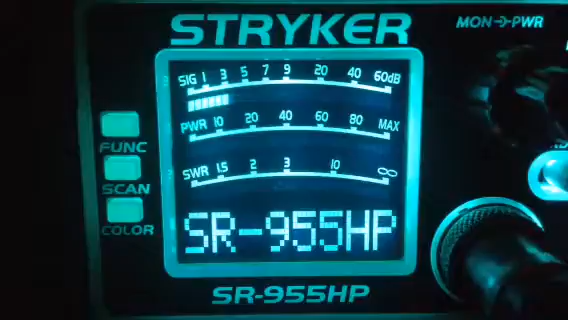 STRYKER
MON PWR
SIG 1 3 5 7 9 20 40 60dB
PWR 10 20 40 60 80 MAX
SWR 1.5 2 3 10 ∞
FUNC
SCAN
COLOR
SR-955HP
SR-955HP